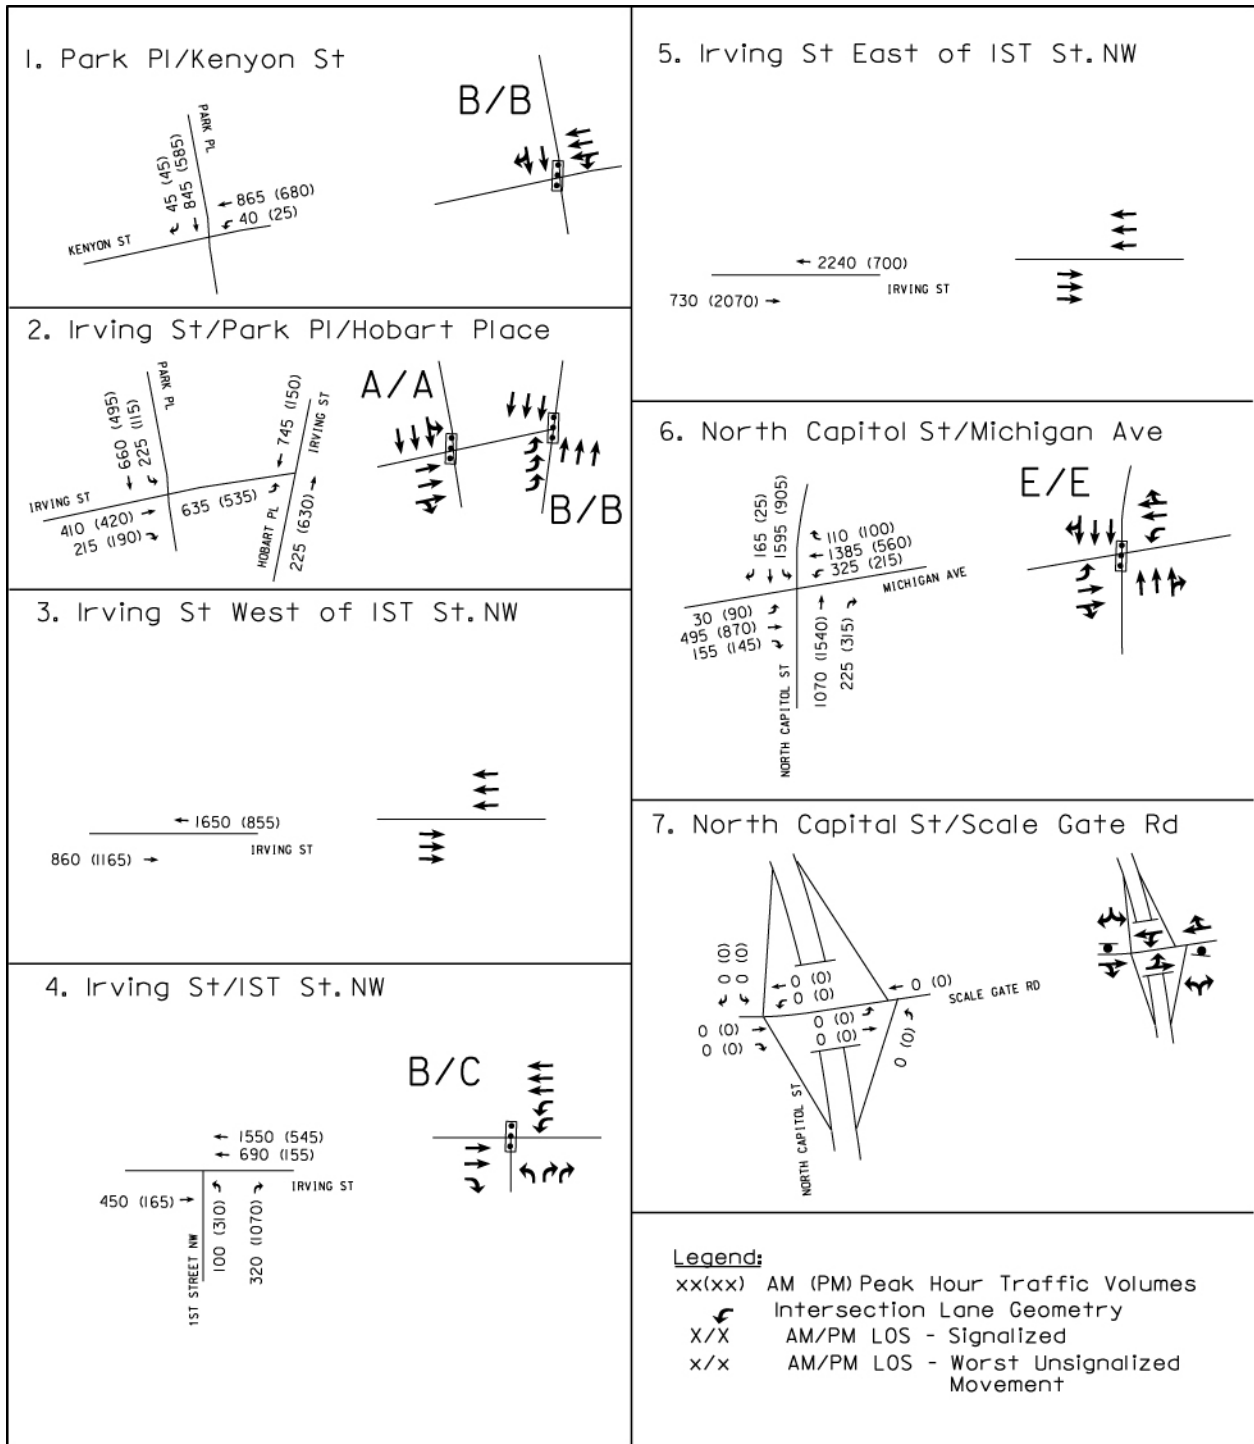 1. Park Pl/Kenyon St
B/B
PARK PL
45 (45)
845 (585)
865 (680)
40 (25)
KENYON ST
2. Irving St/Park Pl/Hobart Place
A/A
B/B
PARK PL
660 (495)
225 (115)
745 (150)
IRVING ST
IRVING ST
410 (420)
215 (190)
635 (535)
HOBART PL
225 (630)
3. Irving St West of 1ST St. NW
1650 (855)
IRVING ST
860 (1165)
4. Irving St/1ST St. NW
B/C
1550 (545)
690 (155)
IRVING ST
450 (165)
1ST STREET NW
100 (310)
320 (1070)
5. Irving St East of 1ST St. NW
2240 (700)
IRVING ST
730 (2070)
6. North Capitol St/Michigan Ave
E/E
165 (25)
1595 (905)
110 (100)
1385 (560)
325 (215)
MICHIGAN AVE
30 (90)
495 (870)
155 (145)
NORTH CAPITOL ST
1070 (1540)
225 (315)
7. North Capital St/Scale Gate Rd
0 (0)
0 (0)
0 (0)
0 (0)
0 (0)
SCALE GATE RD
0 (0)
0 (0)
0 (0)
0 (0)
0 (0)
NORTH CAPITOL ST
Legend:
xx(xx) AM (PM) Peak Hour Traffic Volumes
Intersection Lane Geometry
X/X AM/PM LOS - Signalized
x/x AM/PM LOS - Worst Unsignalized
Movement